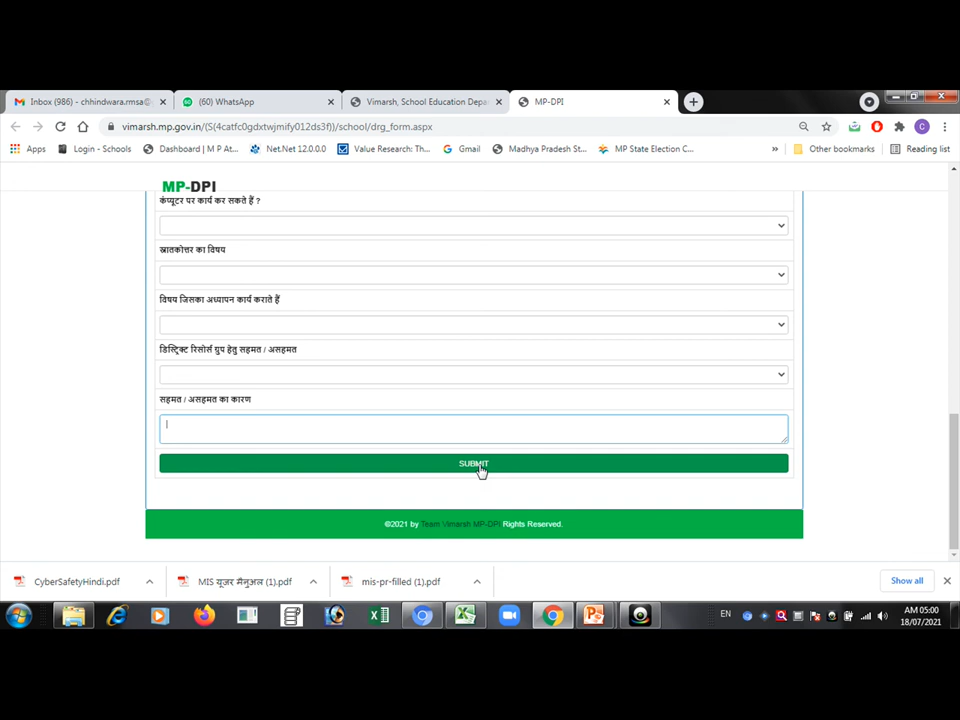 Inbox (986) - chhindwara.rmsa@
(60) WhatsApp
Vimarsh, School Education Depa
MP-DPI
vimarsh.mp.gov.in/(S(4catfc0gdxtwjmify012ds3f))/school/drg_form.aspx
Apps
Login - Schools
Dashboard | M P At...
Net.Net 12.0.0.0
Value Research: Th...
Gmail
Madhya Pradesh St...
MP State Election C...
»
Other bookmarks
Reading list
MP-DPI
कंप्यूटर पर कार्य कर सकते हैं ?
स्नातकोत्तर का विषय
विषय जिसका अध्यापन कार्य कराते हैं
डिस्ट्रिक्ट रिसोर्स ग्रुप हेतु सहमत / असहमत
सहमत / असहमत का कारण
SUBMIT
©2021 by Team Vimarsh MP-DPI Rights Reserved.
CyberSafetyHindi.pdf
MIS यूजर मैनुअल (1).pdf
mis-pr-filled (1).pdf
Show all
EN
AM 05:00
18/07/2021